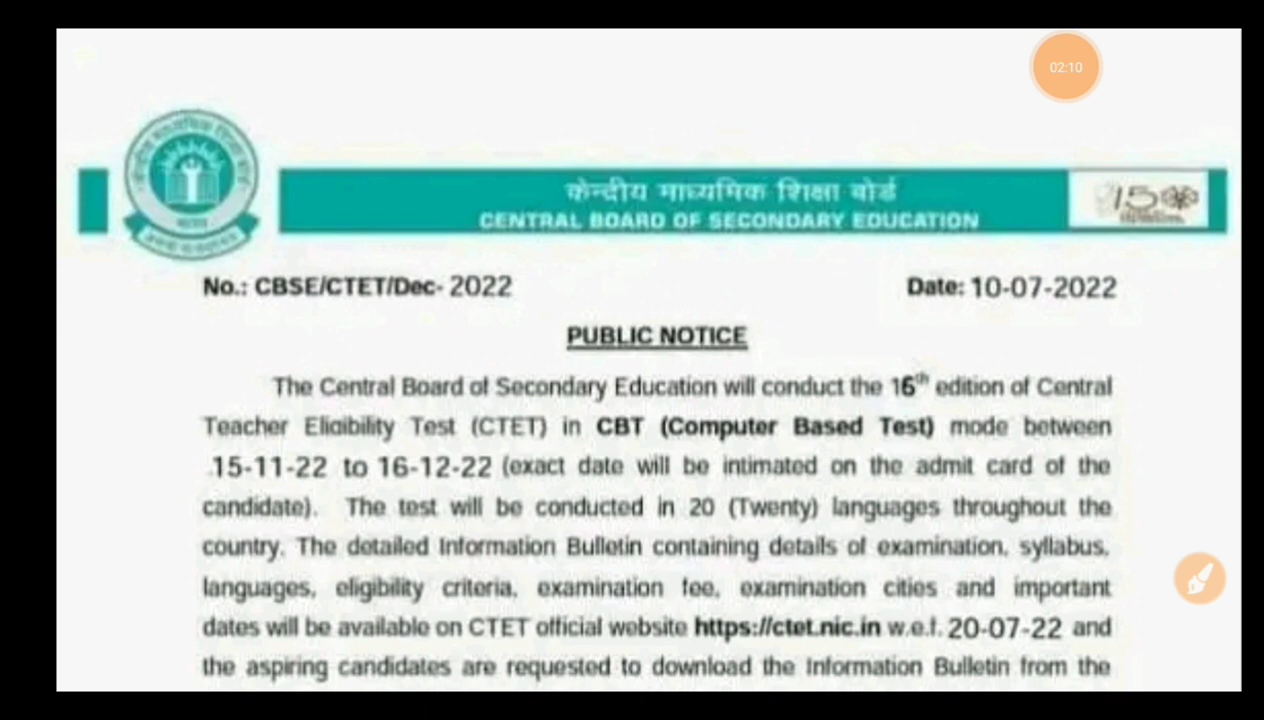 02:10
केन्द्रीय माध्यमिक शिक्षा बोर्ड
CENTRAL BOARD OF SECONDARY EDUCATION
No.: CBSE/CTET/Dec- 2022 Date: 10-07-2022
PUBLIC NOTICE
The Central Board of Secondary Education will conduct the 16th edition of Central
Teacher Eligibility Test (CTET) in CBT (Computer Based Test) mode between
15-11-22 to 16-12-22 (exact date will be intimated on the admit card of the
candidate). The test will be conducted in 20 (Twenty) languages throughout the
country. The detailed Information Bulletin containing details of examination, syllabus,
languages, eligibility criteria, examination fee, examination cities and important
dates will be available on CTET official website https://ctet.nic.in w.e.f. 20-07-22 and
the aspiring candidates are requested to download the Information Bulletin from the